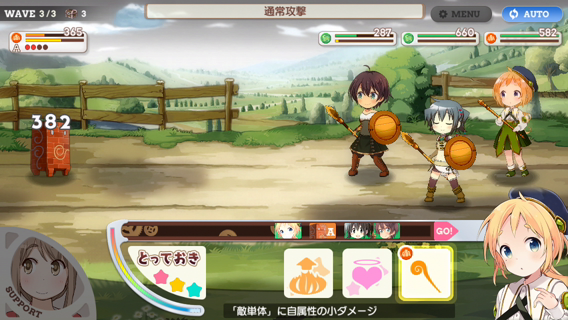 WAVE 3/3 3
通常攻撃
MENU
AUTO
365
A
287
660
582
382
A
GO!
とっておき
SUPPORT
「敵単体」に自属性の小ダメージ